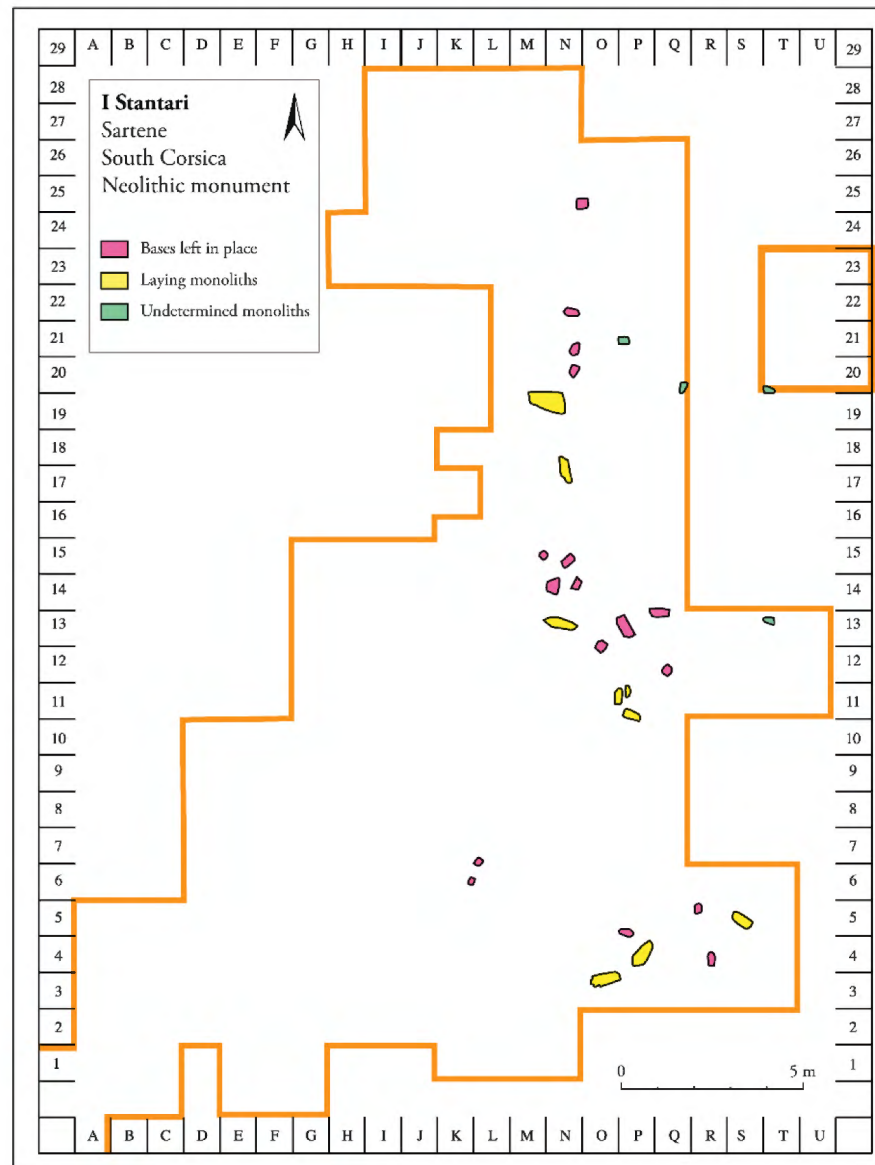 29 A B C D E F G H I J K L M N O P Q R S T U 29
28 28
27 27
26 26
25 25
24 24
23 23
22 22
21 21
20 20
19 19
18 18
17 17
16 16
15 15
14 14
13 13
12 12
11 11
10 10
9 9
8 8
7 7
6 6
5 5
4 4
3 3
2 2
1 1
A B C D E F G H I J K L M N O P Q R S T U
I Stantari
Sartene
South Corsica
Neolithic monument
Bases left in place
Laying monoliths
Undetermined monoliths
0 5 m